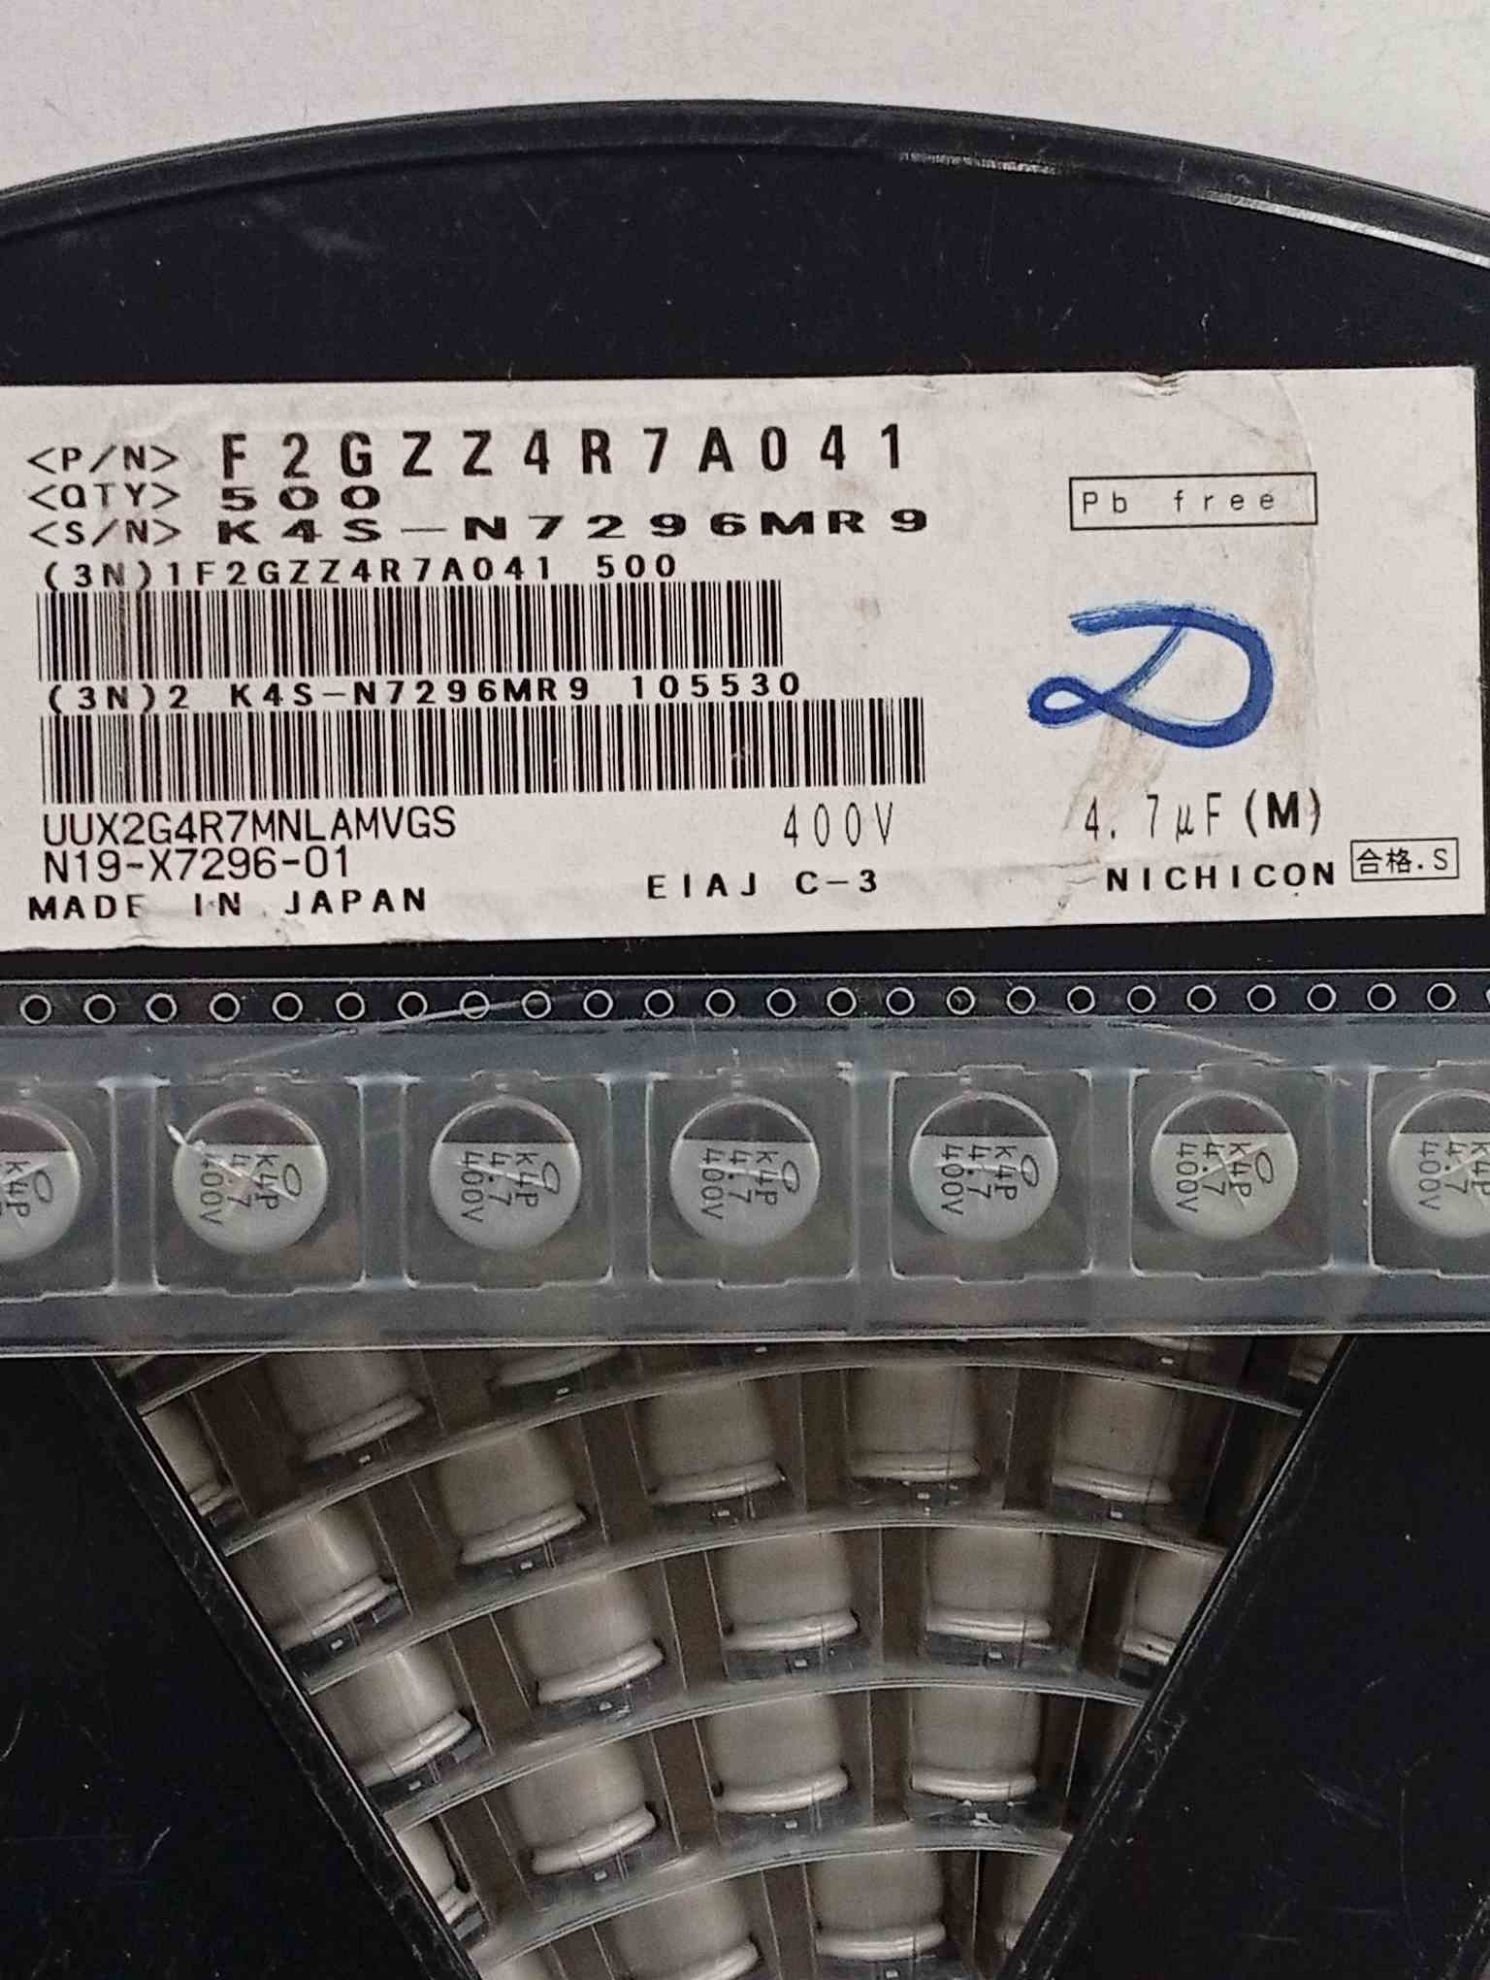 <P/N> F2GZZ4R7A041
<QTY> 500
<S/N> K4S-N7296MR9
Pb free
(3N)1F2GZZ4R7A041 500
(3N)2 K4S-N7296MR9 105530
D
UUX2G4R7MNLAMVGS 400V 4.7µF(M)
N19-X7296-01
MADE IN JAPAN EIAJ C-3 NICHICON 合格.S
K4P
K4P
4.7
400V
K4P
4.7
400V
K4P
4.7
400V
K4P
4.7
400V
K4P
4.7
400V
K4P
4.7
400V